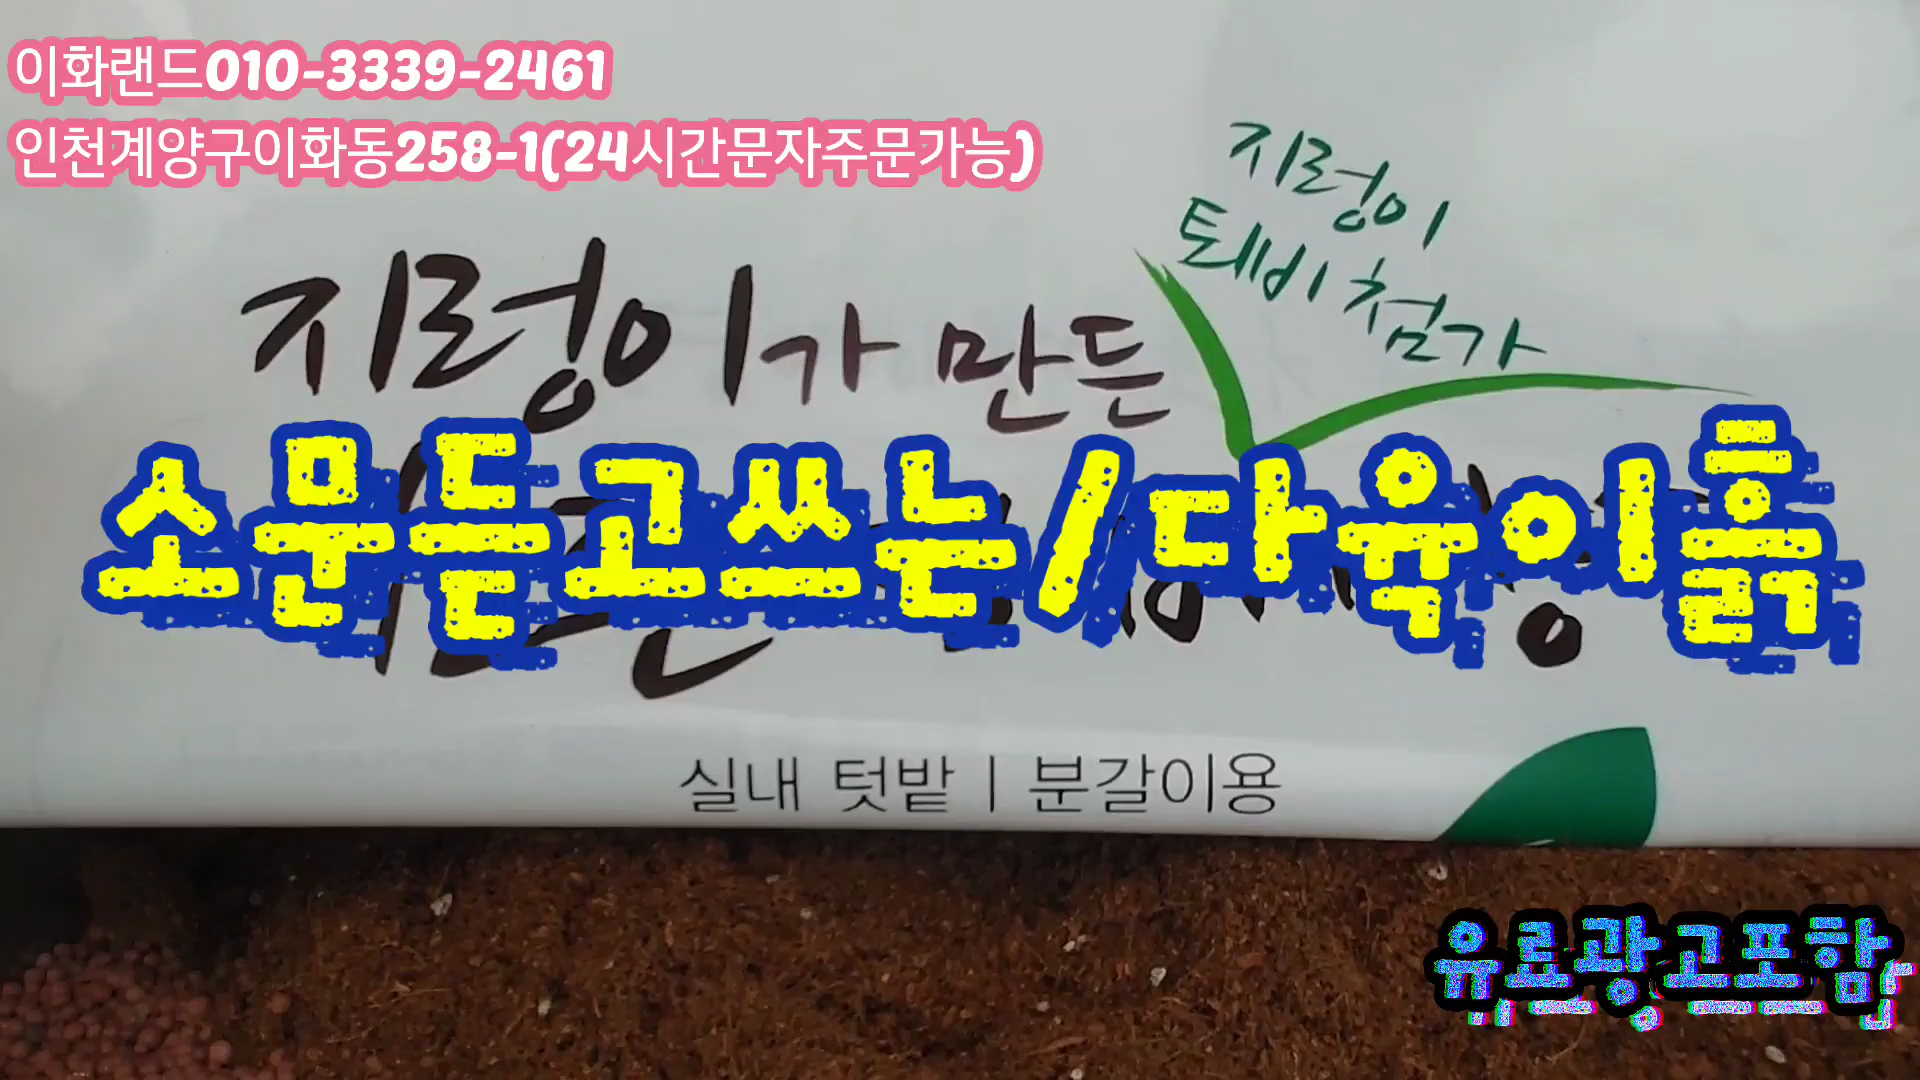 이화랜드010-3339-2461
인천계양구이화동258-1(24시간문자주문가능)
지렁이
퇴비 첨가
지렁이가 만든
소문듣고쓰는/다육이흙
실내 텃밭 | 분갈이용
유료광고포함